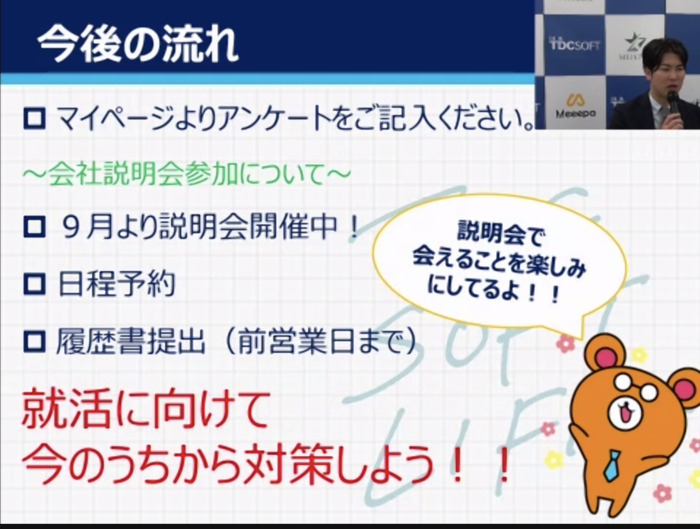 今後の流れ
TDCSOFT
Meeepa
マイページよりアンケートをご記入ください。
～会社説明会参加について～
９月より説明会開催中！
日程予約
履歴書提出（前営業日まで）
説明会で
会えることを楽しみ
にしてるよ！！
SOFT
LIFE
就活に向けて
今のうちから対策しよう！！